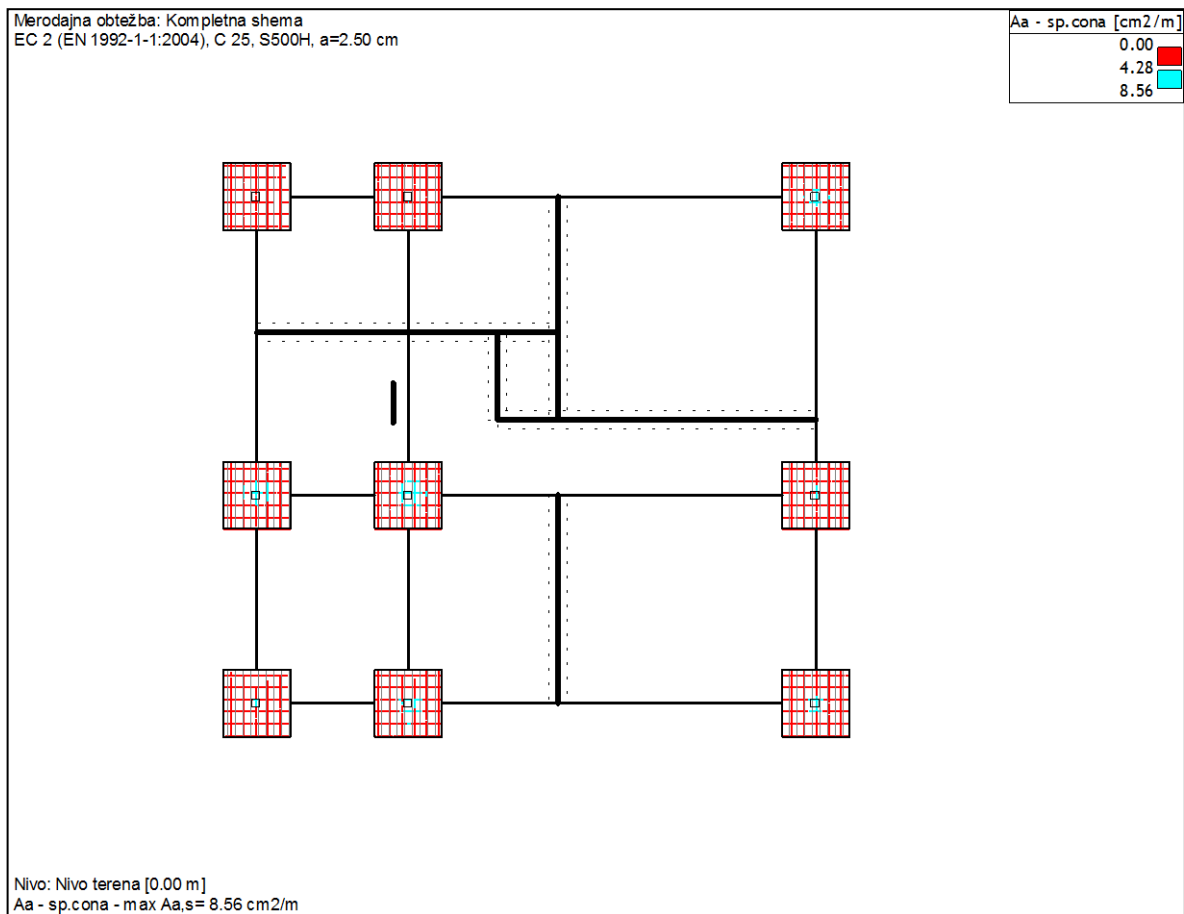 Merodajna obtežba: Kompletna shema
EC 2 (EN 1992-1-1:2004), C 25, S500H, a=2.50 cm
Aa - sp.cona [cm2/m]
0.00
4.28
8.56
Nivo: Nivo terena [0.00 m]
Aa - sp.cona - max Aa,s= 8.56 cm2/m